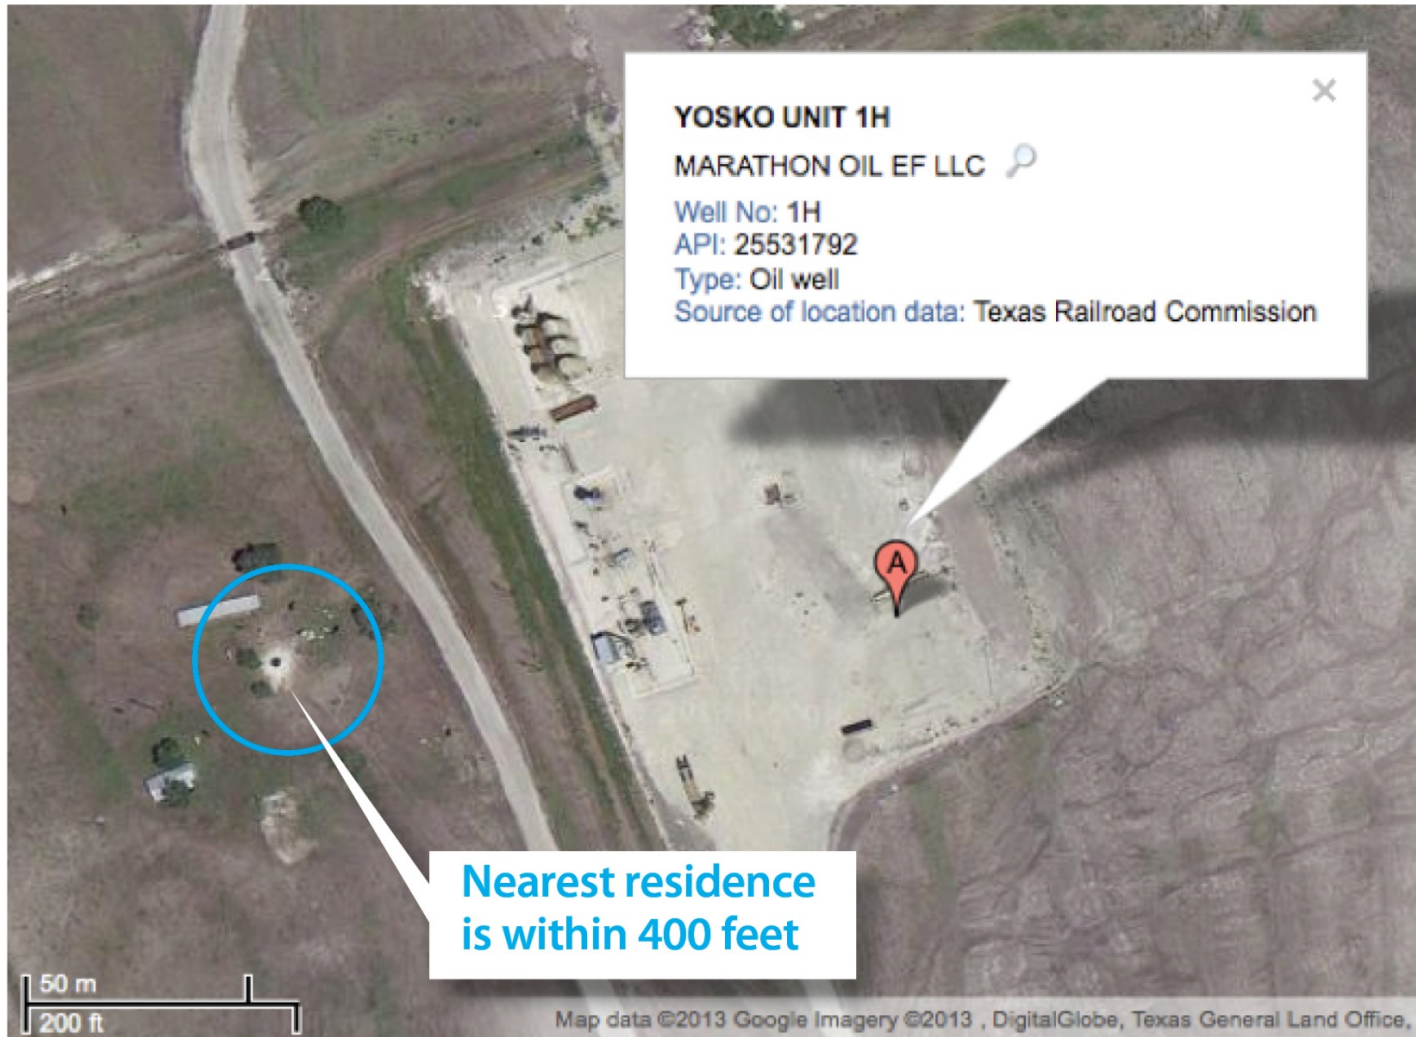 YOSKO UNIT 1H
MARATHON OIL EF LLC
Well No: 1H
API: 25531792
Type: Oil well
Source of location data: Texas Railroad Commission
A
Nearest residence
is within 400 feet
50 m
200 ft
Map data ©2013 Google Imagery ©2013 , DigitalGlobe, Texas General Land Office,